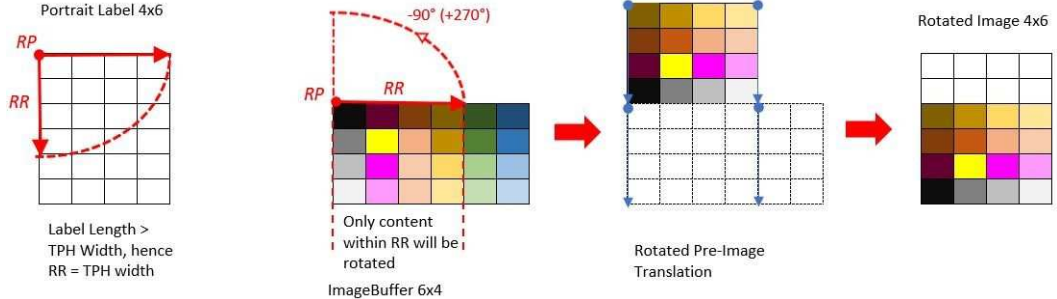 Portrait Label 4x6
RP
RR
Label Length >
TPH Width, hence
RR = TPH width
-90° (+270°)
RP
RR
Only content
within RR will be
rotated
ImageBuffer 6x4
Rotated Pre-Image
Translation
Rotated Image 4x6